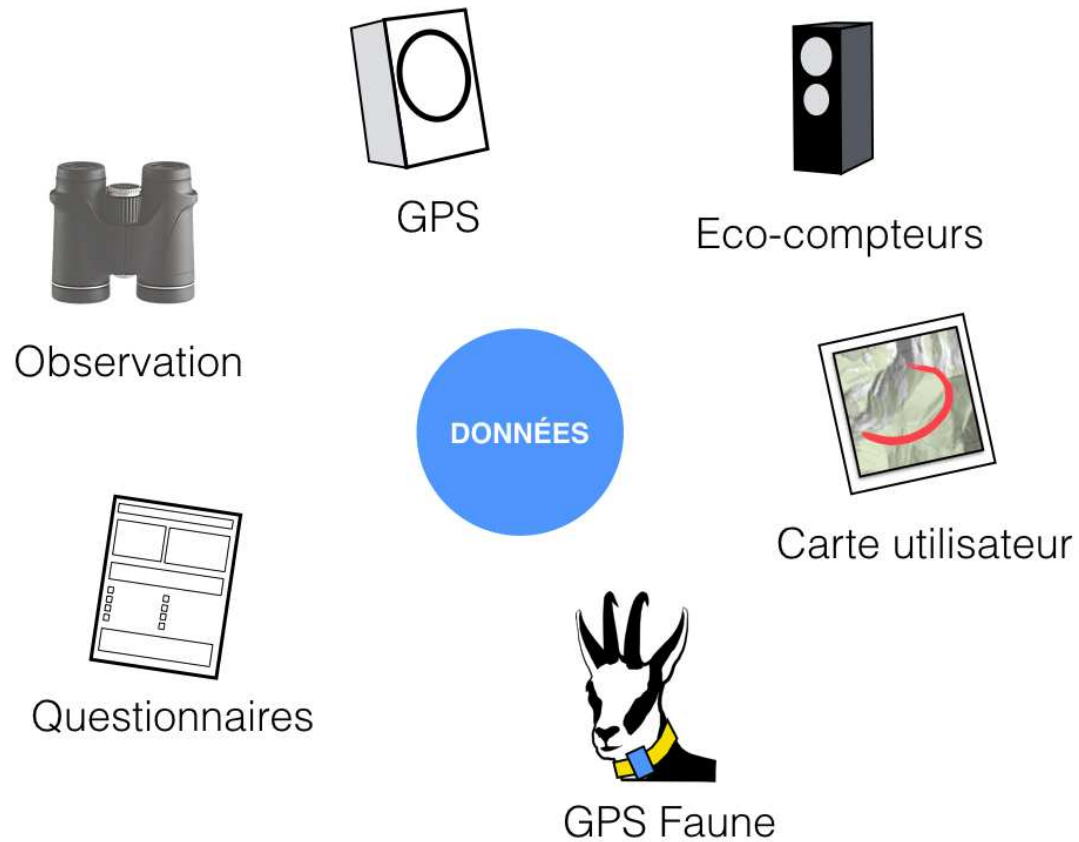 GPS
Eco-compteurs
Observation
DONNÉES
Carte utilisateur
Questionnaires
GPS Faune